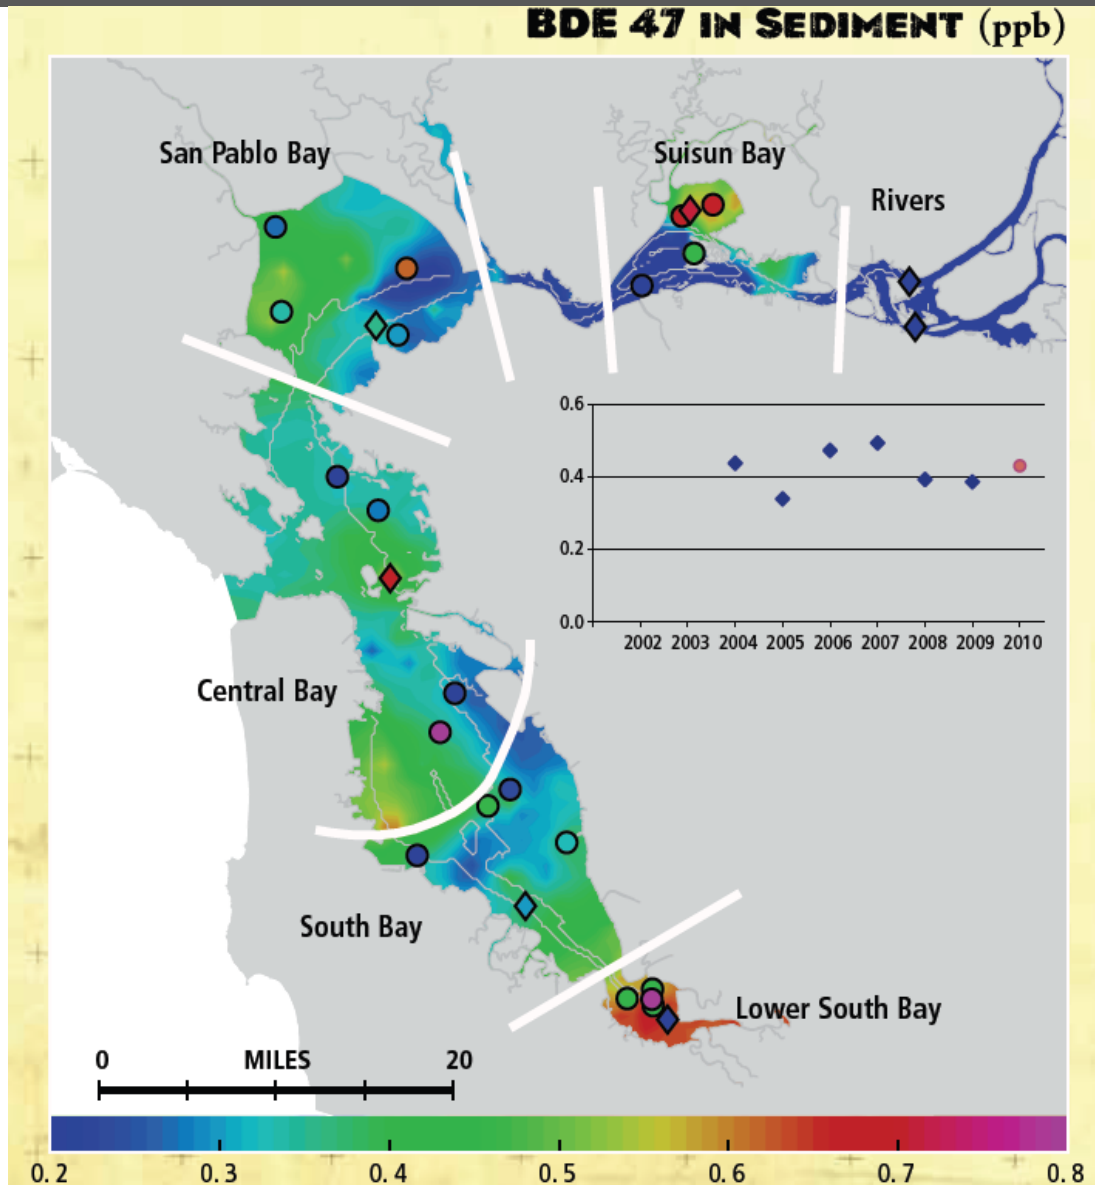 BDE 47 IN SEDIMENT (ppb)
San Pablo Bay
Suisun Bay
Rivers
0.6
0.4
0.2
0.0
2002 2003 2004 2005 2006 2007 2008 2009 2010
Central Bay
South Bay
Lower South Bay
0 MILES 20
0.2 0.3 0.4 0.5 0.6 0.7 0.8